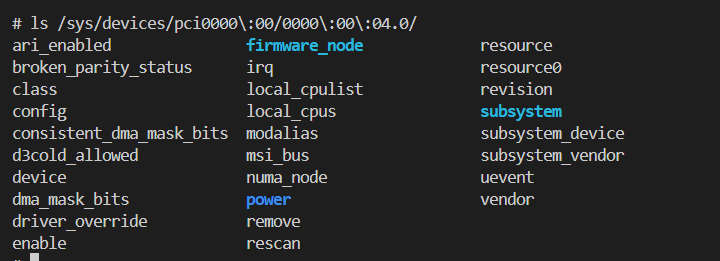 # ls /sys/devices/pci0000\:00/0000\:00\:04.0/
ari_enabled firmware_node resource
broken_parity_status irq resource0
class local_cpulist revision
config local_cpus subsystem
consistent_dma_mask_bits modalias subsystem_device
d3cold_allowed msi_bus subsystem_vendor
device numa_node uevent
dma_mask_bits power vendor
driver_override remove
enable rescan
#